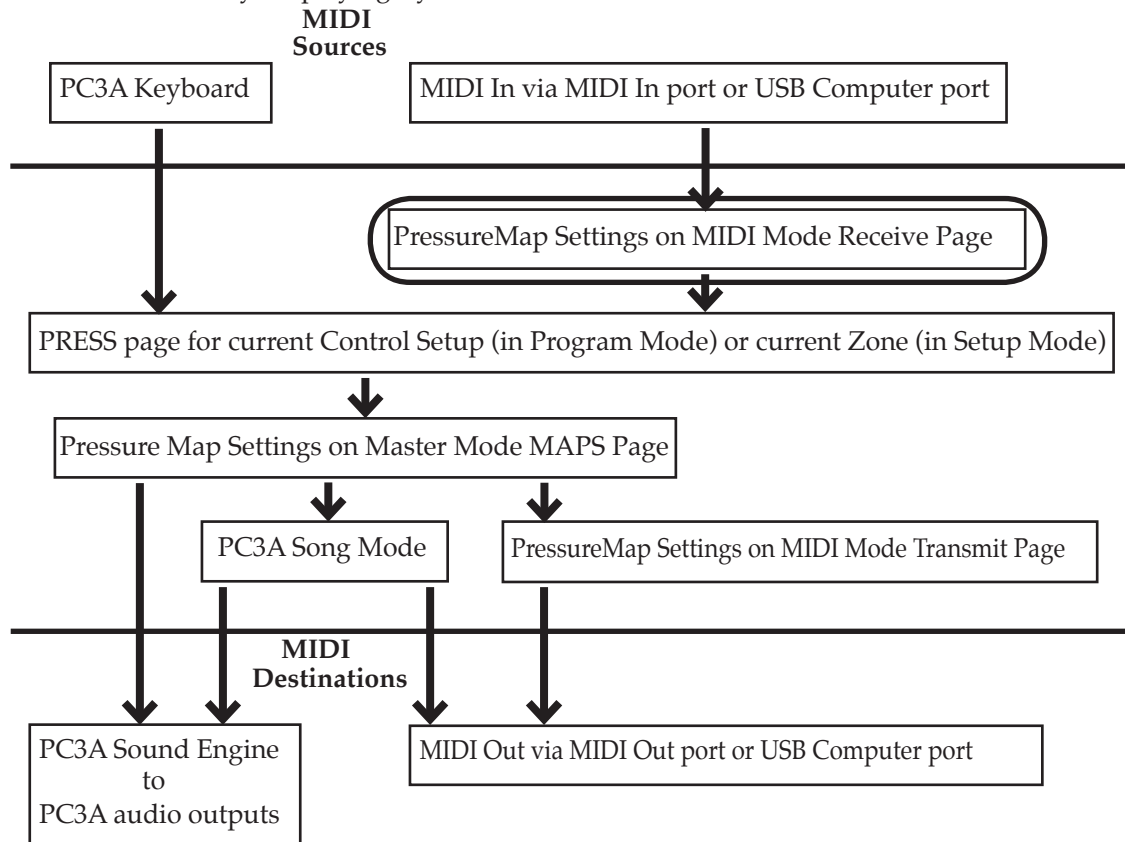 MIDI
Sources
PC3A Keyboard
MIDI In via MIDI In port or USB Computer port
PressureMap Settings on MIDI Mode Receive Page
PRESS page for current Control Setup (in Program Mode) or current Zone (in Setup Mode)
Pressure Map Settings on Master Mode MAPS Page
PC3A Song Mode
PressureMap Settings on MIDI Mode Transmit Page
MIDI
Destinations
PC3A Sound Engine
to
PC3A audio outputs
MIDI Out via MIDI Out port or USB Computer port